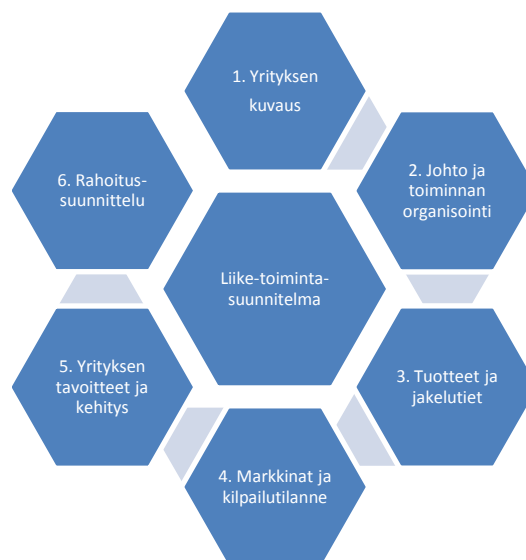 1. Yrityksen
kuvaus
2. Johto ja
toiminnan
organisointi
3. Tuotteet ja
jakelutiet
4. Markkinat ja
kilpailutilanne
5. Yrityksen
tavoitteet ja
kehitys
6. Rahoitus-
suunnittelu
Liike-toiminta-
suunnitelma